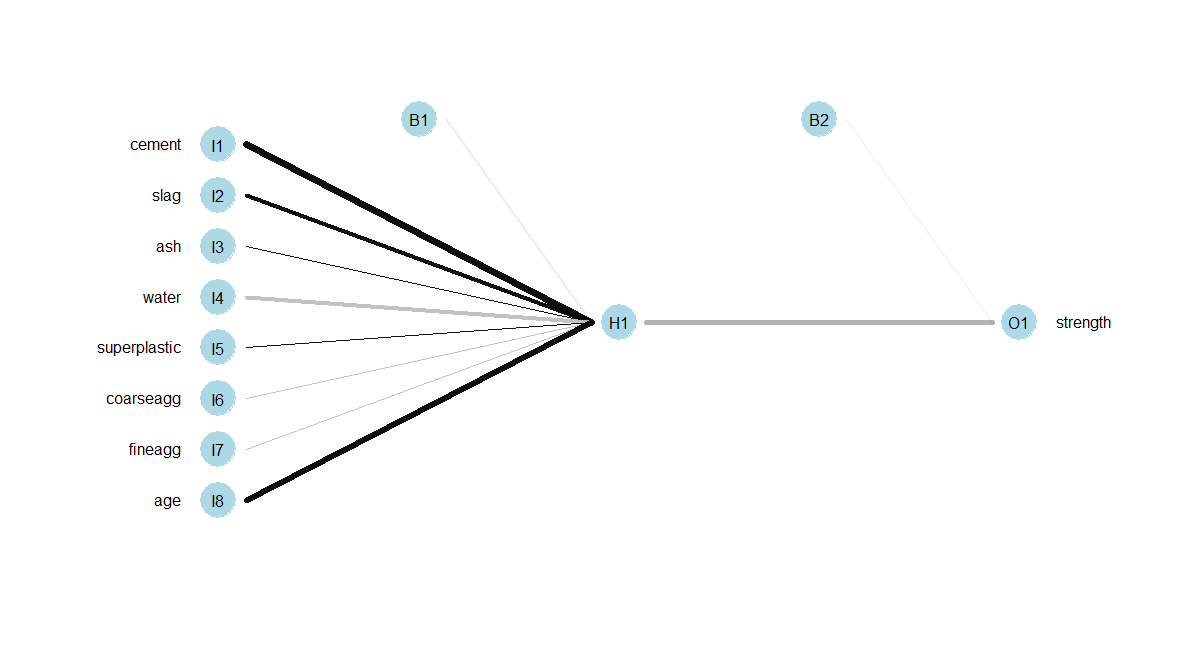 B1
B2
cement I1
slag I2
ash I3
water I4
H1
O1 strength
superplastic I5
coarseagg I6
fineagg I7
age I8